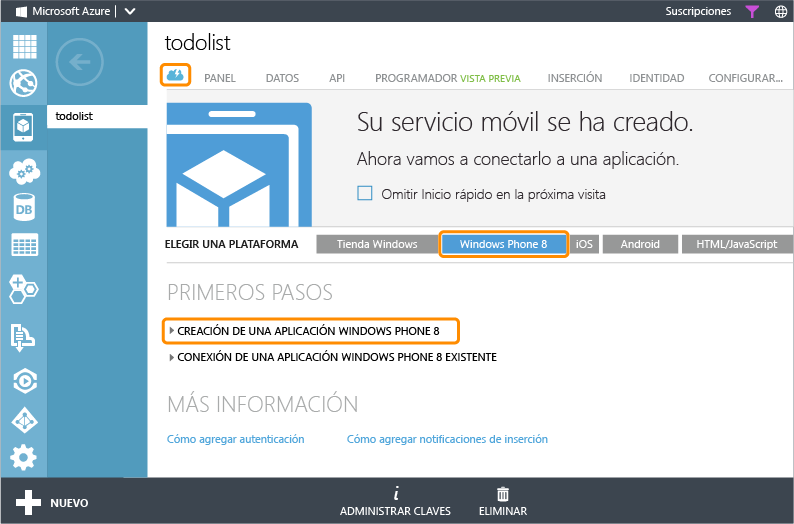 Microsoft Azure Suscripciones
todolist
PANEL DATOS API PROGRAMADOR VISTA PREVIA INSERCIÓN IDENTIDAD CONFIGURAR...
todolist
Su servicio móvil se ha creado.
Ahora vamos a conectarlo a una aplicación.
Omitir Inicio rápido en la próxima visita
DB
ELEGIR UNA PLATAFORMA Tienda Windows Windows Phone 8 iOS Android HTML/JavaScript
PRIMEROS PASOS
CREACIÓN DE UNA APLICACIÓN WINDOWS PHONE 8
CONEXIÓN DE UNA APLICACIÓN WINDOWS PHONE 8 EXISTENTE
MÁS INFORMACIÓN
Cómo agregar autenticación Cómo agregar notificaciones de inserción
NUEVO ADMINISTRAR CLAVES ELIMINAR